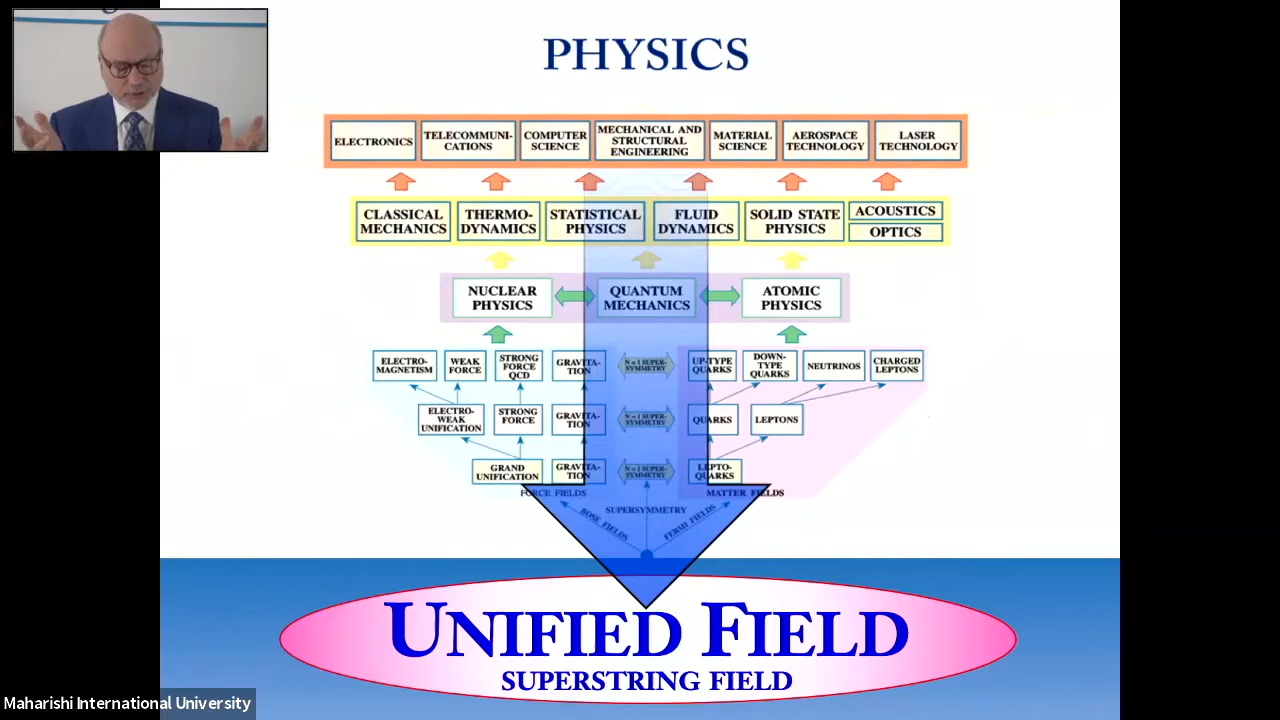 PHYSICS
ELECTRONICS
TELECOMMUNI-
CATIONS
COMPUTER
SCIENCE
MECHANICAL AND
STRUCTURAL
ENGINEERING
MATERIAL
SCIENCE
AEROSPACE
TECHNOLOGY
LASER
TECHNOLOGY
CLASSICAL
MECHANICS
THERMO-
DYNAMICS
STATISTICAL
PHYSICS
FLUID
DYNAMICS
SOLID STATE
PHYSICS
ACOUSTICS
OPTICS
NUCLEAR
PHYSICS
QUANTUM
MECHANICS
ATOMIC
PHYSICS
ELECTRO-
MAGNETISM
WEAK
FORCE
STRONG
FORCE
QCD
GRAVITA-
TION
N = 1 SUPER-
SYMMETRY
UP-TYPE
QUARKS
DOWN-
TYPE
QUARKS
NEUTRINOS
CHARGED
LEPTONS
ELECTRO-
WEAK
UNIFICATION
STRONG
FORCE
GRAVITA-
TION
N = 1 SUPER-
SYMMETRY
QUARKS
LEPTONS
GRAND
UNIFICATION
GRAVITA-
TION
N = 1 SUPER-
SYMMETRY
LEPTO-
QUARKS
FORCE FIELDS
MATTER FIELDS
BOSE FIELDS
SUPERSYMMETRY
FERMI FIELDS
UNIFIED FIELD
SUPERSTRING FIELD
Maharishi International University